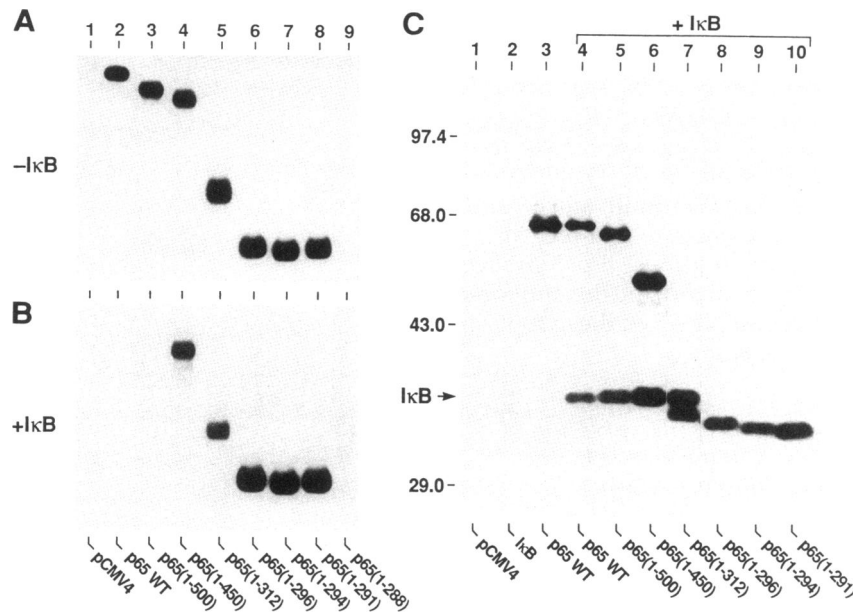 A
1 2 3 4 5 6 7 8 9
–IκB
B
+IκB
pCMV4
p65 WT
p65(1-500)
p65(1-450)
p65(1-312)
p65(1-296)
p65(1-294)
p65(1-291)
p65(1-286)
C
+ IκB
1 2 3 4 5 6 7 8 9 10
97.4
68.0
43.0
IκB
29.0
pCMV4
IκB
p65 WT
p65 WT
p65(1-500)
p65(1-450)
p65(1-312)
p65(1-296)
p65(1-294)
p65(1-291)